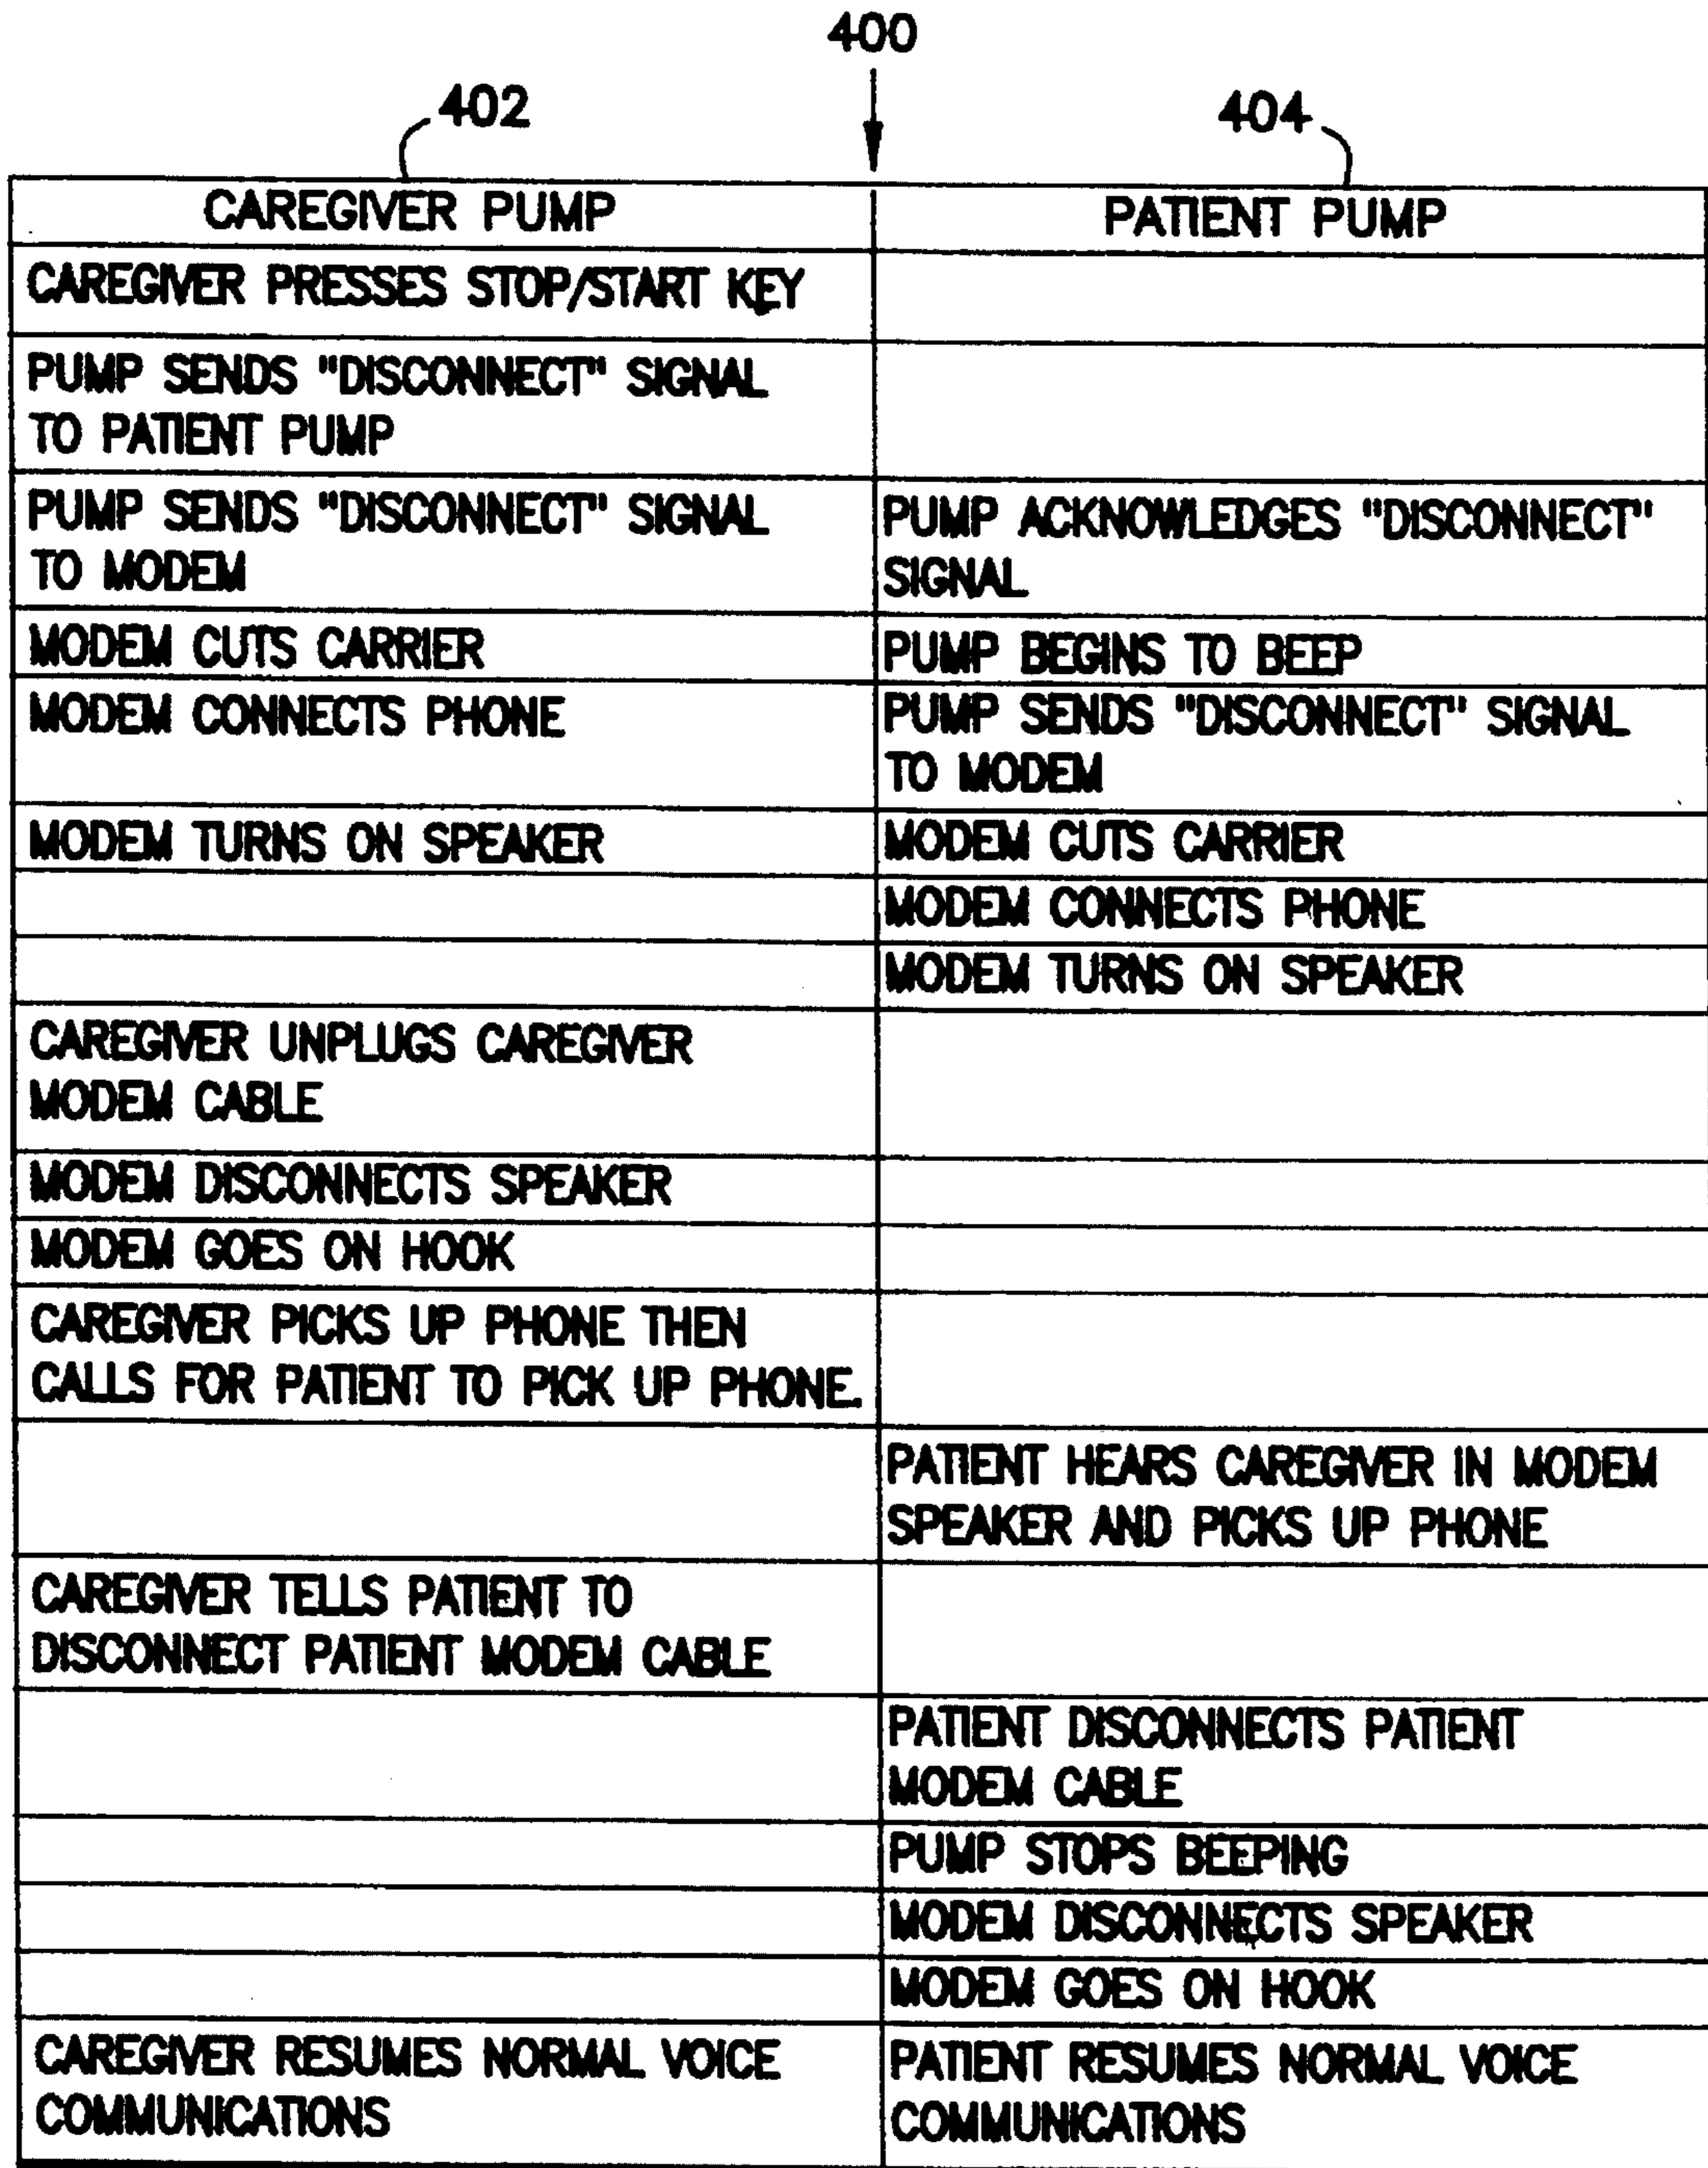 400
402
404
CAREGIVER PUMP
PATIENT PUMP
CAREGIVER PRESSES STOP/START KEY
PUMP SENDS "DISCONNECT" SIGNAL
TO PATIENT PUMP
PUMP SENDS "DISCONNECT" SIGNAL
TO MODEM
PUMP ACKNOWLEDGES "DISCONNECT"
SIGNAL
MODEM CUTS CARRIER
PUMP BEGINS TO BEEP
MODEM CONNECTS PHONE
PUMP SENDS "DISCONNECT" SIGNAL
TO MODEM
MODEM TURNS ON SPEAKER
MODEM CUTS CARRIER
MODEM CONNECTS PHONE
MODEM TURNS ON SPEAKER
CAREGIVER UNPLUGS CAREGIVER
MODEM CABLE
MODEM DISCONNECTS SPEAKER
MODEM GOES ON HOOK
CAREGIVER PICKS UP PHONE THEN
CALLS FOR PATIENT TO PICK UP PHONE.
PATIENT HEARS CAREGIVER IN MODEM
SPEAKER AND PICKS UP PHONE
CAREGIVER TELLS PATIENT TO
DISCONNECT PATIENT MODEM CABLE
PATIENT DISCONNECTS PATIENT
MODEM CABLE
PUMP STOPS BEEPING
MODEM DISCONNECTS SPEAKER
MODEM GOES ON HOOK
CAREGIVER RESUMES NORMAL VOICE
COMMUNICATIONS
PATIENT RESUMES NORMAL VOICE
COMMUNICATIONS